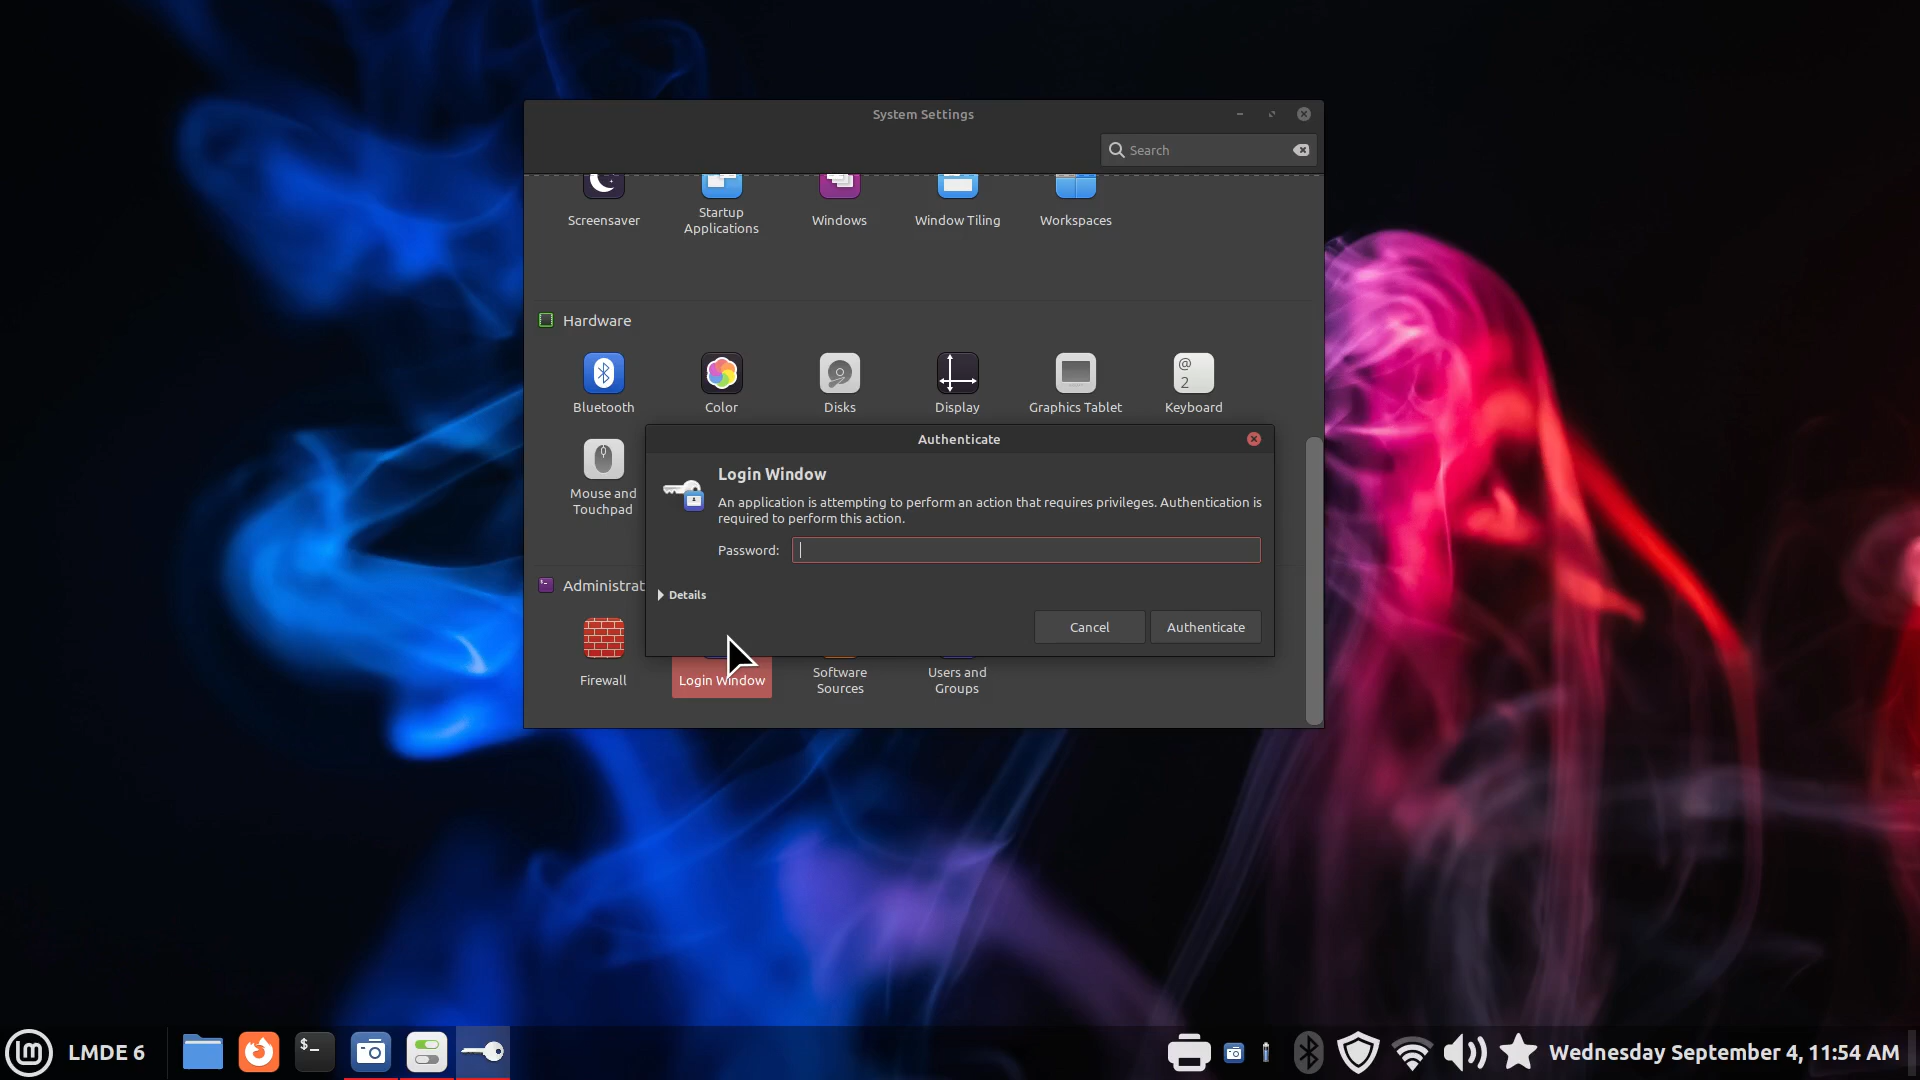 System Settings
Search
Screensaver
Startup
Applications
Windows
Window Tiling
Workspaces
Hardware
Bluetooth
Color
Disks
Display
Graphics Tablet
Keyboard
@
2
Mouse and
Touchpad
Authenticate
Login Window
An application is attempting to perform an action that requires privileges. Authentication is
required to perform this action.
Password:
Details
Cancel
Authenticate
Administrat
Firewall
Login Window
Software
Sources
Users and
Groups
LMDE 6
$_
Wednesday September 4, 11:54 AM